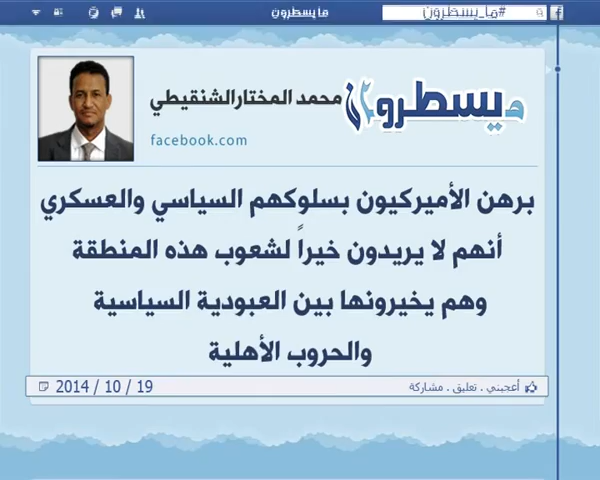 #ما_يسطرون
ما يسطرون
ما يسطرون
محمد المختار الشنقيطي
facebook.com
برهن الأميركيون بسلوكهم السياسي والعسكري
أنهم لا يريدون خيراً لشعوب هذه المنطقة
وهم يخيرونها بين العبودية السياسية
والحروب الأهلية
أعجبني . تعليق . مشاركة
2014 / 10 / 19